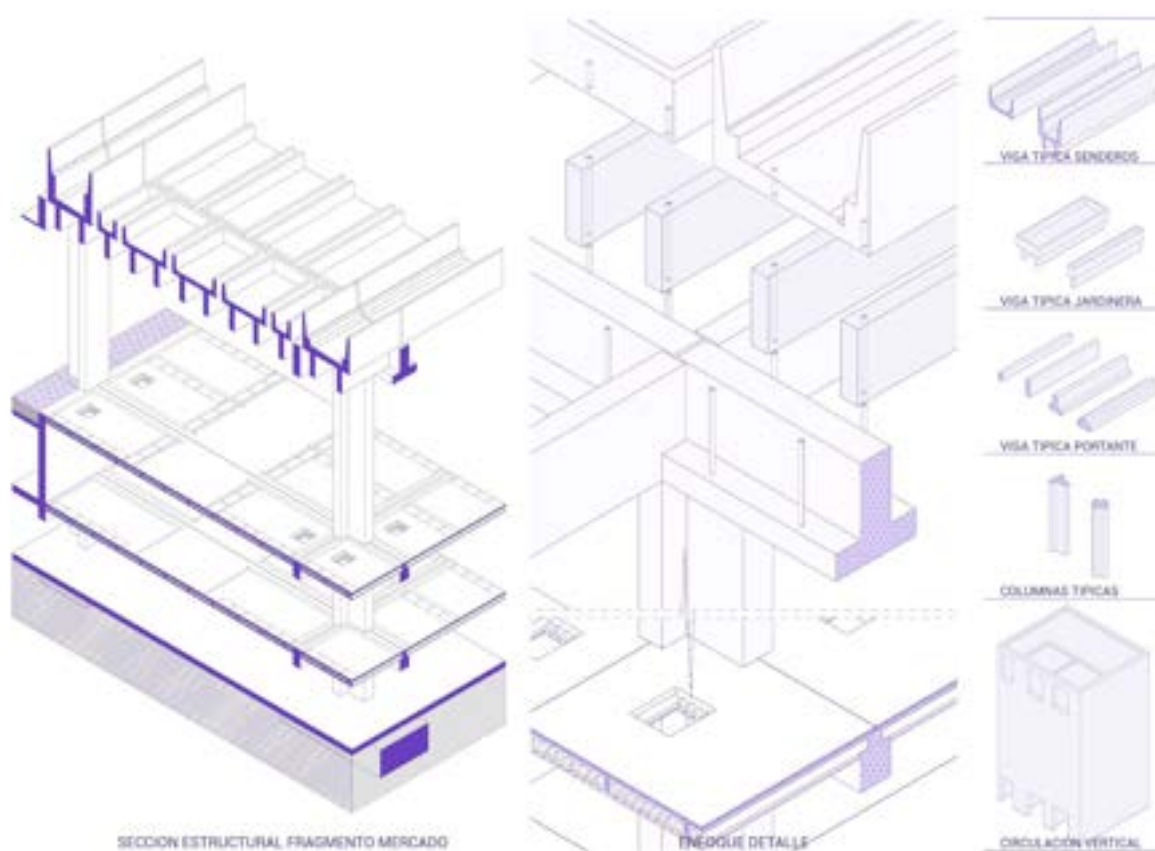 VIGA TIPICA SENDEROS
VIGA TIPICA JARDINERA
VIGA TIPICA PORTANTE
COLUMNAS TIPICAS
SECCION ESTRUCTURAL FRAGMENTO MERCADO
ENFOQUE DETALLE
CIRCULACION VERTICAL